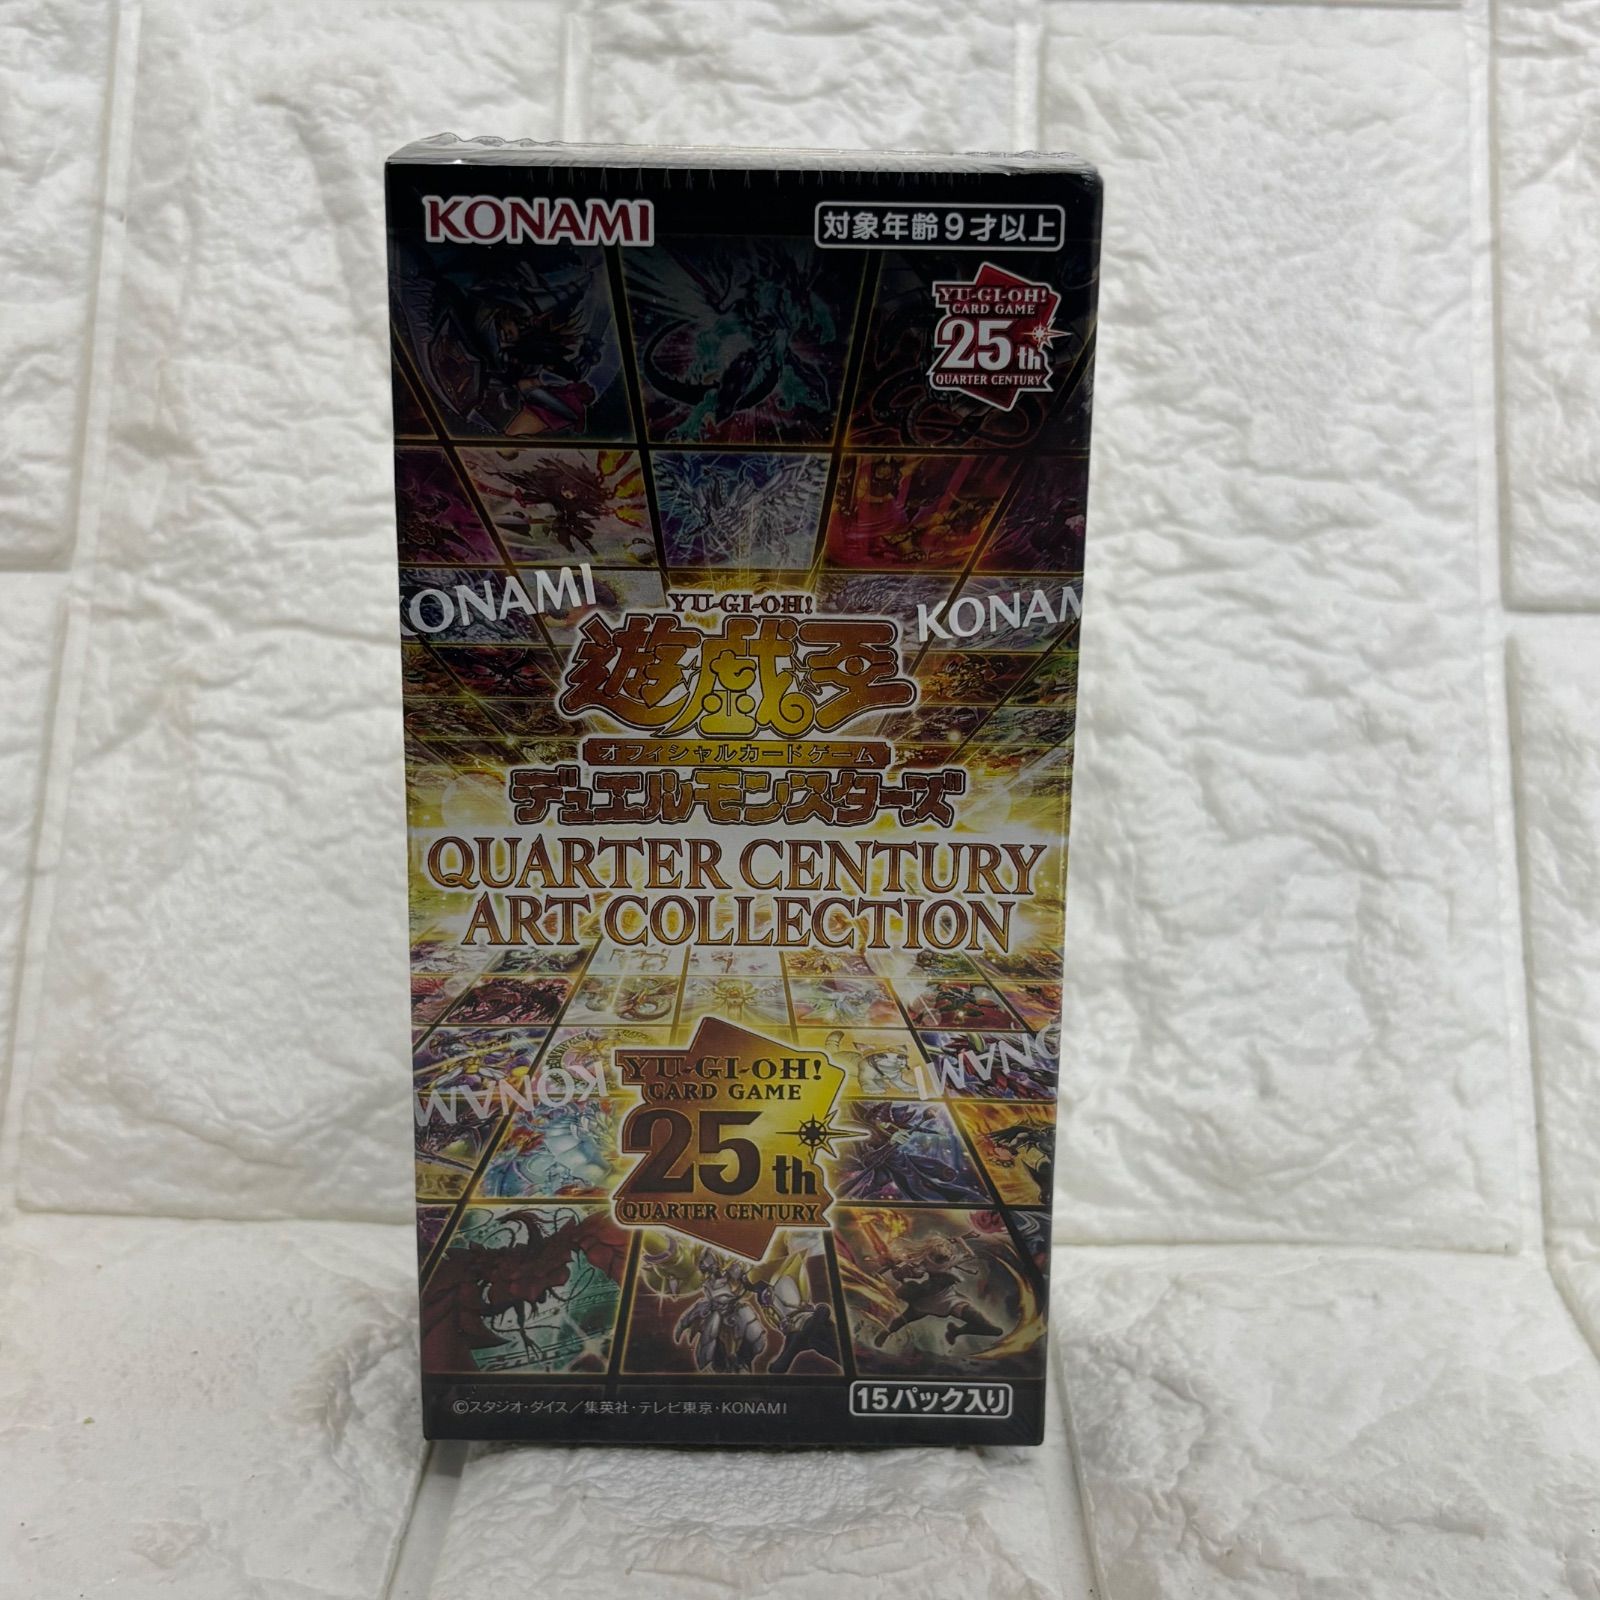 KONAMI
対象年齢9才以上
YU-GI-OH!
CARD GAME
25th
QUARTER CENTURY
KONAMI
KONAMI
YU-GI-OH!
遊戯王
オフィシャルカードゲーム
デュエルモンスターズ
QUARTER CENTURY
ART COLLECTION
KONAMI
KONAMI
YU-GI-OH!
CARD GAME
25th
QUARTER CENTURY
©スタジオ・ダイス/集英社・テレビ東京・KONAMI
15パック入り